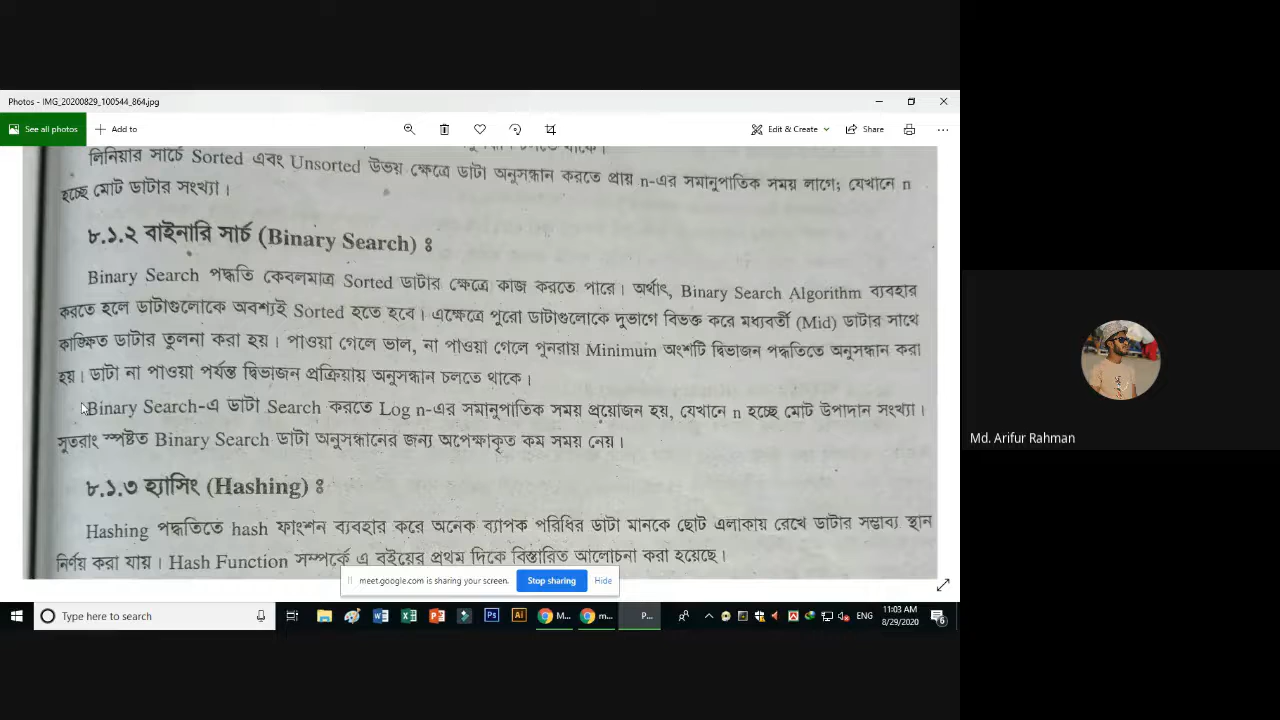 Photos - IMG_20200829_100544_864.jpg
See all photos
Add to
Edit & Create
Share
লিনিয়ার সার্চে Sorted এবং Unsorted উভয় ক্ষেত্রে ডাটা অনুসন্ধান করতে প্রায় n-এর সমানুপাতিক সময় লাগে; যেখানে n
হচ্ছে মোট ডাটার সংখ্যা।
৮.১.২ বাইনারি সার্চ (Binary Search) ঃ
Binary Search পদ্ধতি কেবলমাত্র Sorted ডাটার ক্ষেত্রে কাজ করতে পারে। অর্থাৎ, Binary Search Algorithm ব্যবহার
করতে হলে ডাটাগুলোকে অবশ্যই Sorted হতে হবে। এক্ষেত্রে পুরো ডাটাগুলোকে দুভাগে বিভক্ত করে মধ্যবর্তী (Mid) ডাটার সাথে
কাঙ্ক্ষিত ডাটার তুলনা করা হয়। পাওয়া গেলে ভাল, না পাওয়া গেলে পুনরায় Minimum অংশটি দ্বিভাজন পদ্ধতিতে অনুসন্ধান করা
হয়। ডাটা না পাওয়া পর্যন্ত দ্বিভাজন প্রক্রিয়ায় অনুসন্ধান চলতে থাকে।
Binary Search-এ ডাটা Search করতে Log n-এর সমানুপাতিক সময় প্রয়োজন হয়, যেখানে n হচ্ছে মোট উপাদান সংখ্যা।
সুতরাং স্পষ্টত Binary Search ডাটা অনুসন্ধানের জন্য অপেক্ষাকৃত কম সময় নেয়।
৮.১.৩ হ্যাসিং (Hashing) ঃ
Hashing পদ্ধতিতে hash ফাংশন ব্যবহার করে অনেক ব্যাপক পরিধির ডাটা মানকে ছোট এলাকায় রেখে ডাটার সম্ভাব্য স্থান
নির্ণয় করা যায়। Hash Function সম্পর্কে এ বইয়ের প্রথম দিকে বিস্তারিত আলোচনা করা হয়েছে।
meet.google.com is sharing your screen.
Stop sharing
Hide
Md. Arifur Rahman
Type here to search
M...
m...
P...
ENG
11:03 AM
8/29/2020
6